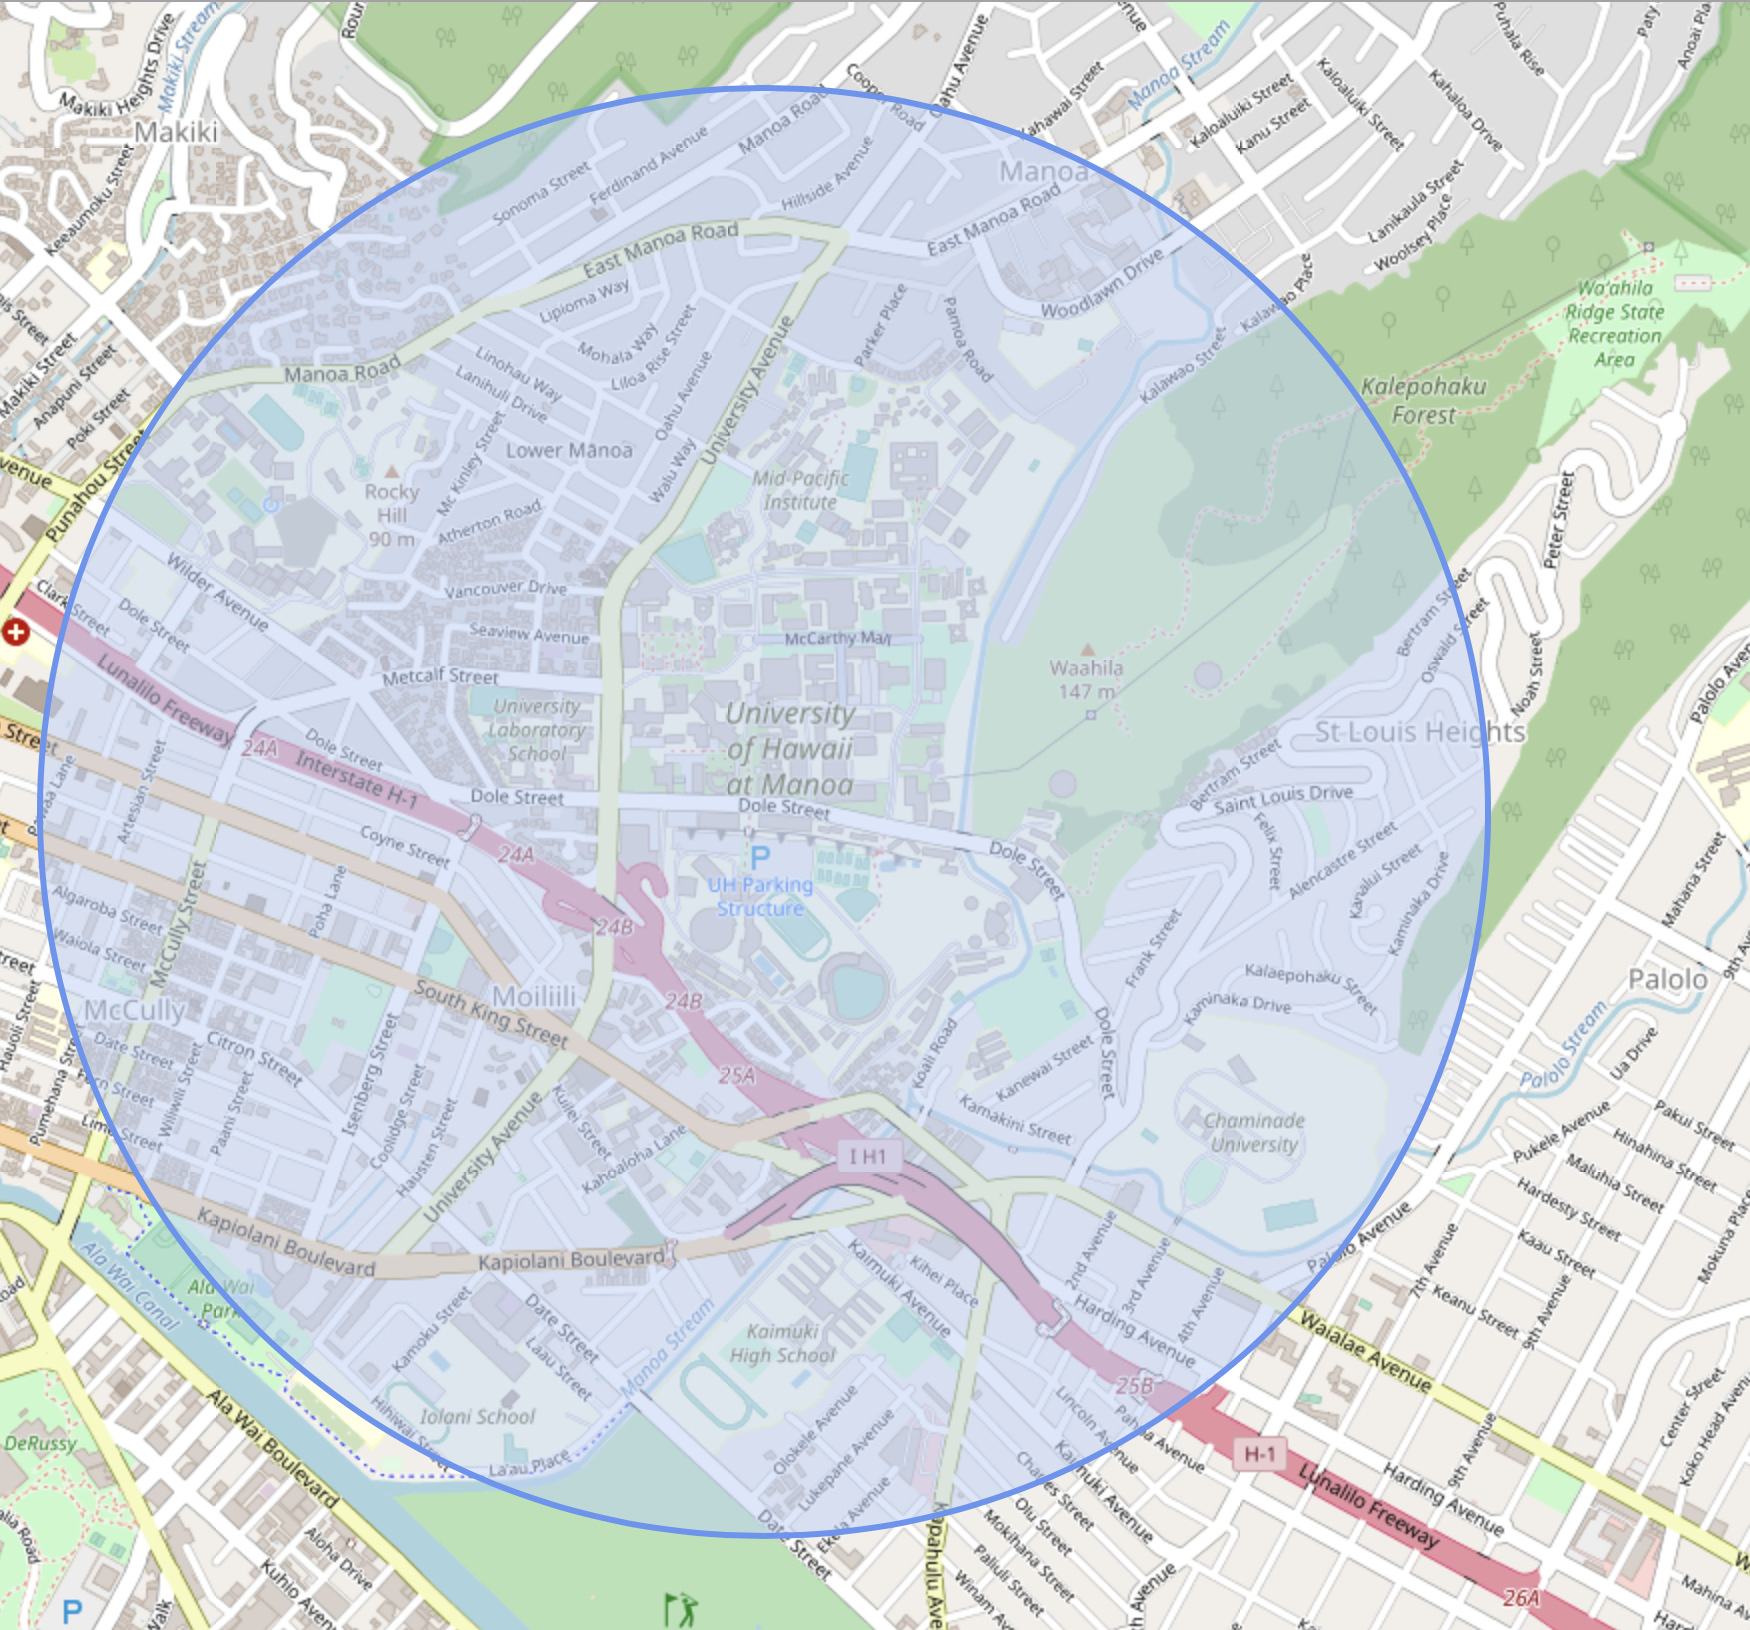 Makiki Heights Drive
Makiki Stream
Makiki
Keeaumoku Street
Cooper Road
Oahu Avenue
Manoa Stream
Lahawai Street
Kaloaluiki Street
Kanu Street
Kaloaluiki Street
Kahaloa Drive
Puhala Rise
Lanikaula Street
Woolsey Place
Manoa
Manoa Road
Ferdinand Avenue
Sonoma Street
Hillside Avenue
East Manoa Road
East Manoa Road
Woodlawn Drive
Kalawao Place
Kalawao Street
Lipioma Way
Mohala Way
Liloa Rise Street
Linohau Way
Lanihuli Drive
Oahu Avenue
University Avenue
Parker Place
Pamoa Road
Wa'ahila
Ridge State
Recreation
Area
Kalepohaku
Forest
Makiki Street
Anapuni Street
Poki Street
Punahou Street
Manoa Road
Lower Manoa
Mc Kinley Street
Rocky
Hill
90 m
Atherton Road
Walu Way
Mid-Pacific
Institute
Peter Street
Wilder Avenue
Clark Street
Dole Street
Vancouver Drive
Seaview Avenue
Metcalf Street
McCarthy Mall
Waahila
147 m
Bertram Street
Oswald Street
Noah Street
St Louis Heights
Palolo Avenue
Lunalilo Freeway
24A
Interstate H-1
Dole Street
University
Laboratory
School
University
of Hawaii
at Manoa
Dole Street
Dole Street
Dole Street
Bertram Street
Saint Louis Drive
Felix Street
Alencastre Street
Kanalui Street
Kaminaka Drive
Artesian Street
Coyne Street
24A
24B
P
UH Parking
Structure
Algaroba Street
Waiola Street
McCully Street
Poha Lane
McCully
Moiliili
South King Street
24B
25A
Frank Street
Kalaepohaku Street
Kaminaka Drive
Dole Street
Mahana Street
9th Avenue
Palolo
Palolo Stream
Ua Drive
Hauoli Street
Pumehana Street
Date Street
Citron Street
Fern Street
Lime Street
Wiliwili Street
Paani Street
Isenberg Street
Coolidge Street
Hausten Street
University Avenue
Kuilei Street
Kahoaloha Lane
Koali Road
Kanewai Street
Kamakini Street
I H1
Chaminade
University
Pukele Avenue
Pakui Street
Hinahina Street
Maluhia Street
Hardesty Street
Kaau Street
Keanu Street
Mokuna Place
Palolo Avenue
7th Avenue
9th Avenue
Kapiolani Boulevard
Kapiolani Boulevard
Ala Wai Canal
Ala Wai
Park
Kamoku Street
Date Street
Laau Street
Manoa Stream
Kaimuki
High School
Kaimuki Avenue
Kihei Place
2nd Avenue
3rd Avenue
4th Avenue
Harding Avenue
Waialae Avenue
Ala Wai Boulevard
Hihiwai Street
Iolani School
La'au Place
DeRussy
Olokele Avenue
Lukepane Avenue
Ekela Avenue
Date Street
Kapahulu Ave
25B
Pahoa Avenue
Lincoln Avenue
Kaimuki Avenue
Charles Street
Olu Street
Mokihana Street
Paliuli Street
H-1
Lunalilo Freeway
Harding Avenue
9th Avenue
Center Street
26A
Aloha Drive
P